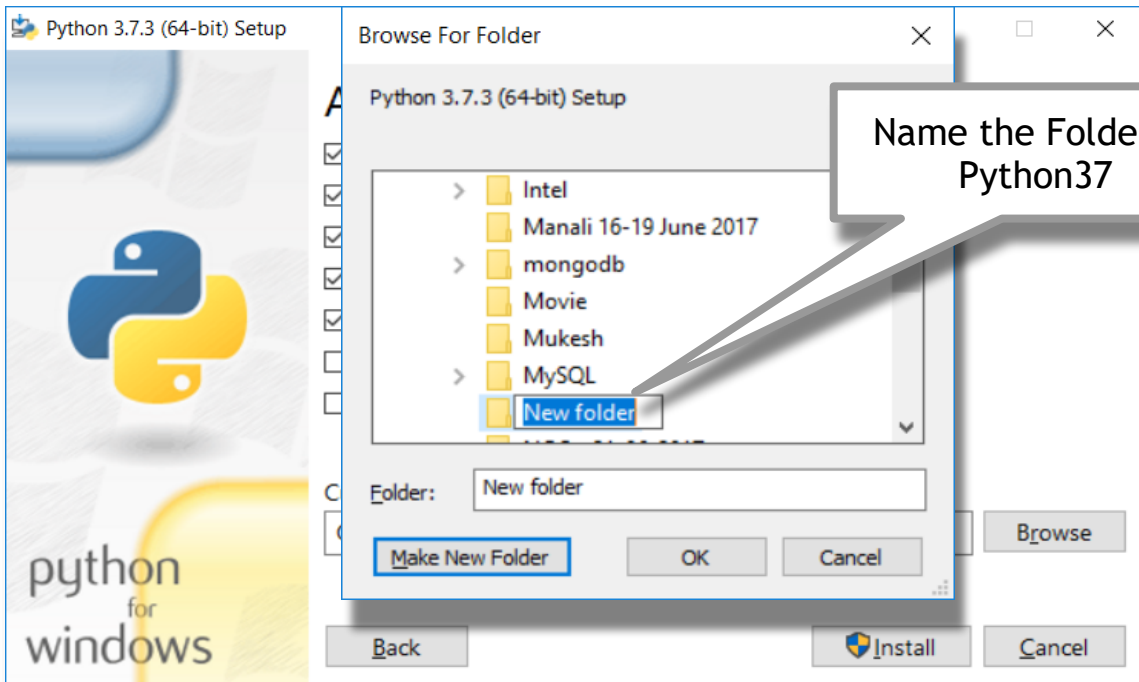 Python 3.7.3 (64-bit) Setup
Browse For Folder
Python 3.7.3 (64-bit) Setup
Name the Folde
Python37
Intel
Manali 16-19 June 2017
mongodb
Movie
Mukesh
MySQL
New folder
Folder:
New folder
Make New Folder
OK
Cancel
Browse
python
for
windows
Back
Install
Cancel